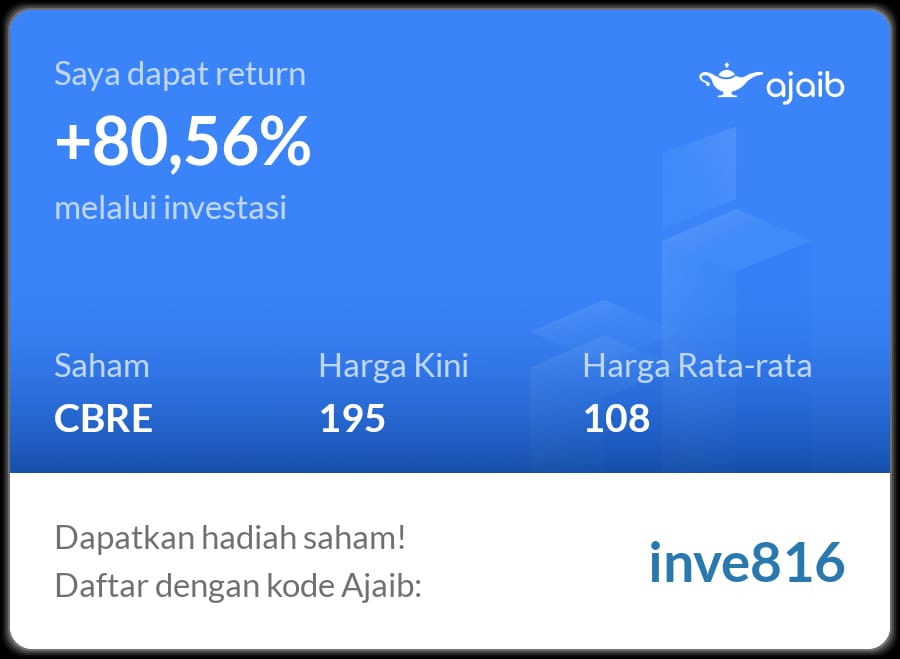 Saya dapat return
ajaib
+80,56%
melalui investasi
Saham Harga Kini Harga Rata-rata
CBRE 195 108
Dapatkan hadiah saham!
Daftar dengan kode Ajaib:
inve816